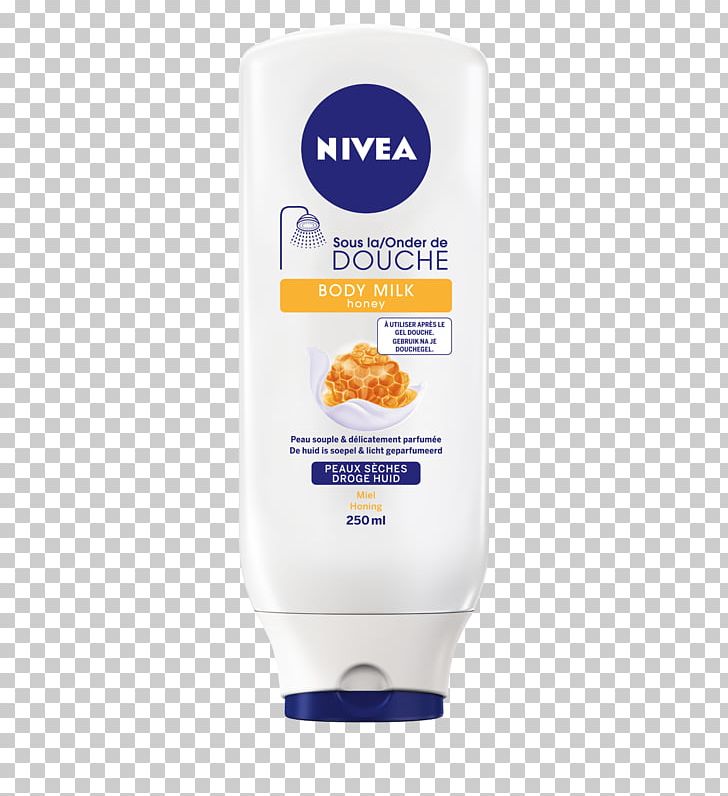 NIVEA
Sous la/Onder de
DOUCHE
BODY MILK
honey
À UTILISER APRÈS LE
GEL DOUCHE.
GEBRUIK NA JE
DOUCHEGEL.
Peau souple & délicatement parfumée
De huid is soepel & licht geparfumeerd
PEAUX SÈCHES
DROGE HUID
Miel
Honing
250 ml